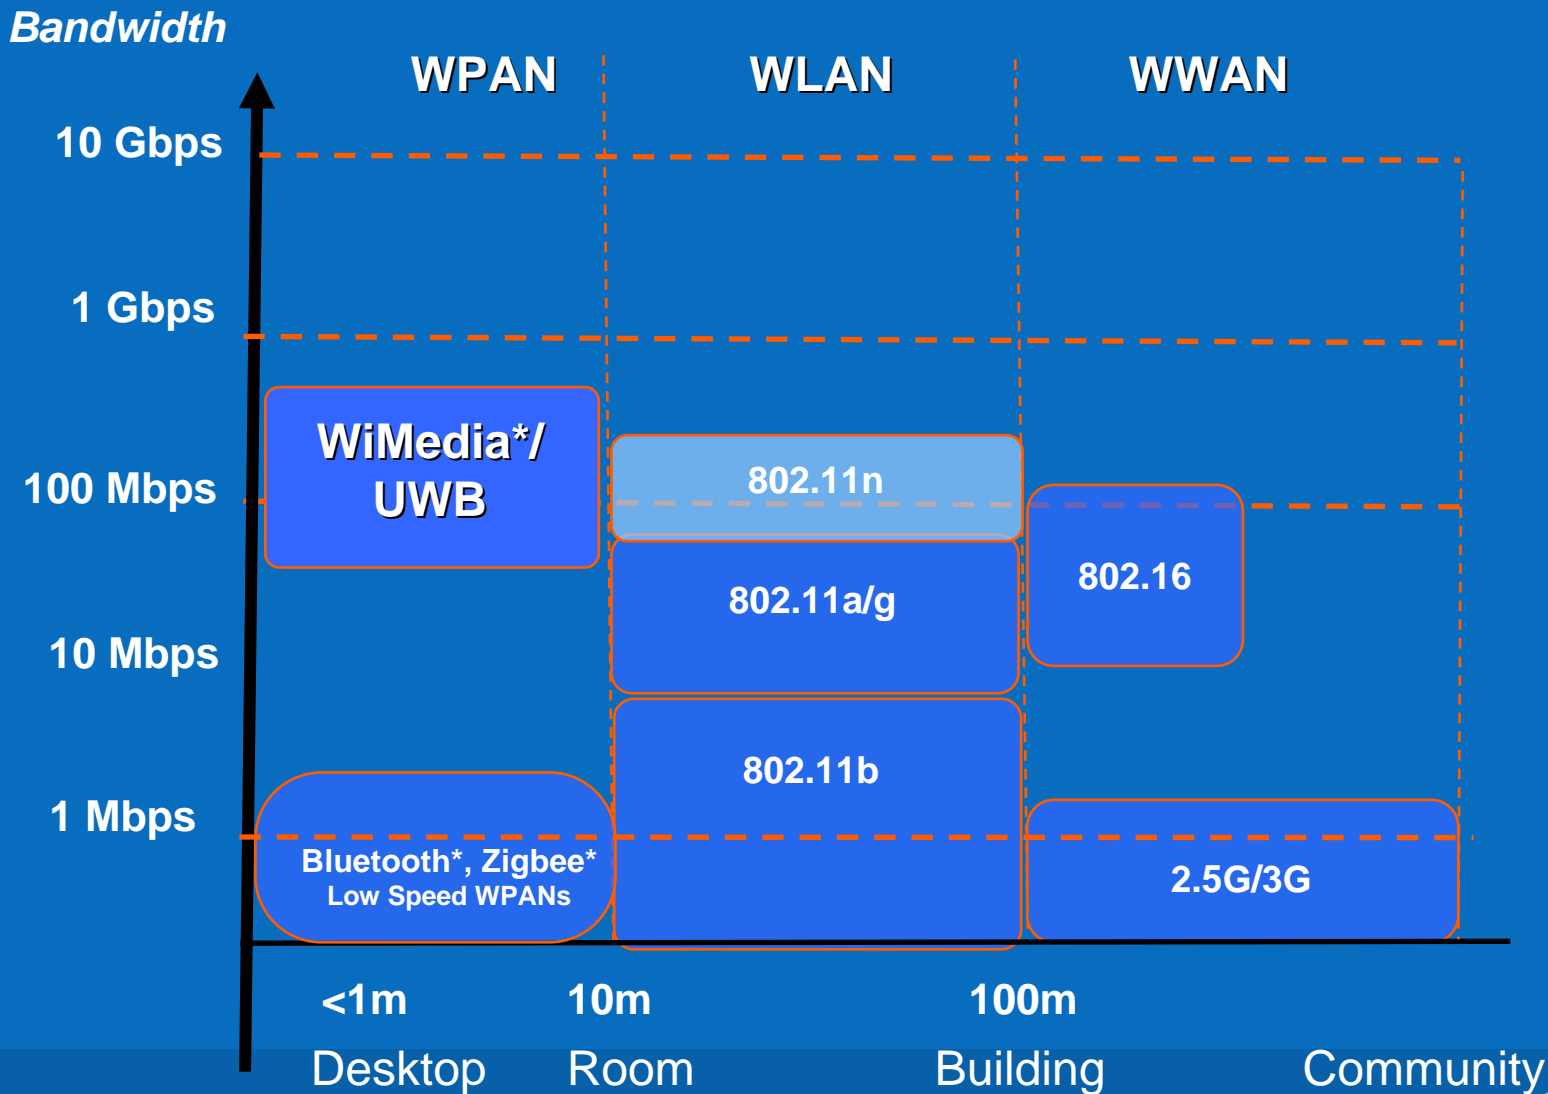 Bandwidth
WPAN
WLAN
WWAN
10 Gbps
1 Gbps
WiMedia*/
UWB
100 Mbps
802.11n
802.16
802.11a/g
10 Mbps
802.11b
1 Mbps
Bluetooth*, Zigbee*
Low Speed WPANs
2.5G/3G
<1m
10m
100m
Desktop
Room
Building
Community